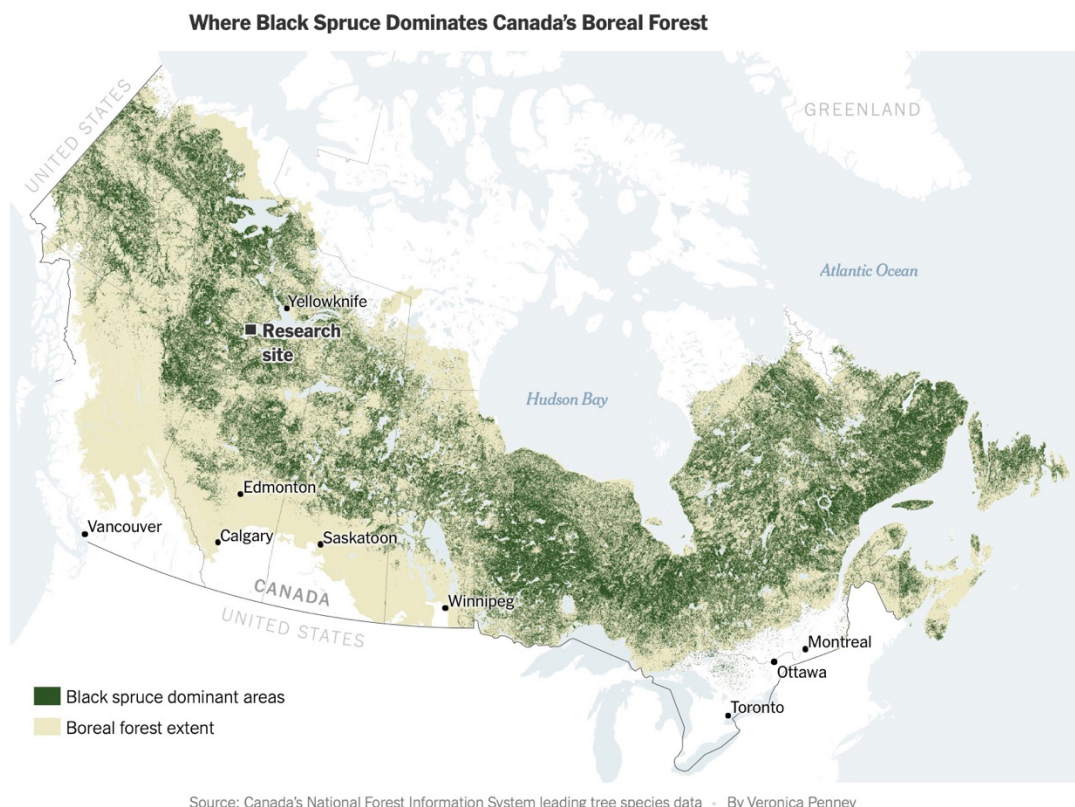 Where Black Spruce Dominates Canada's Boreal Forest
UNITED STATES
GREENLAND
Atlantic Ocean
Yellowknife
Research
site
Hudson Bay
Edmonton
Vancouver
Calgary
Saskatoon
CANADA
UNITED STATES
Winnipeg
Montreal
Ottawa
Toronto
Black spruce dominant areas
Boreal forest extent
Source: Canada's National Forest Information System leading tree species data • By Veronica Penney